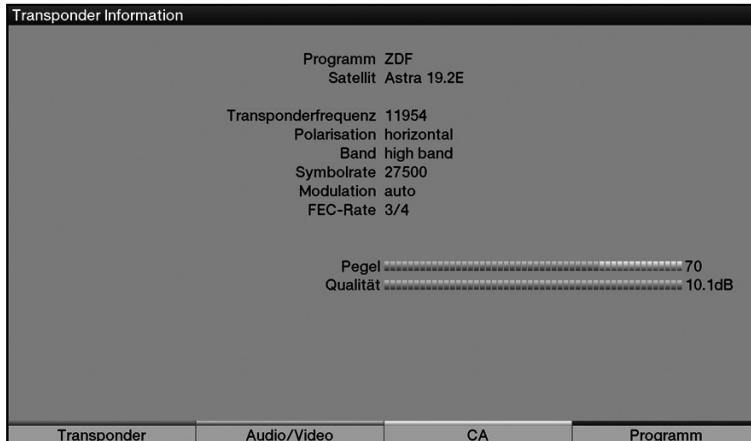 Transponder Information
Programm ZDF
Satellit Astra 19.2E
Transponderfrequenz 11954
Polarisation horizontal
Band high band
Symbolrate 27500
Modulation auto
FEC-Rate 3/4
Pegel 70
Qualität 10.1dB
Transponder Audio/Video CA Programm